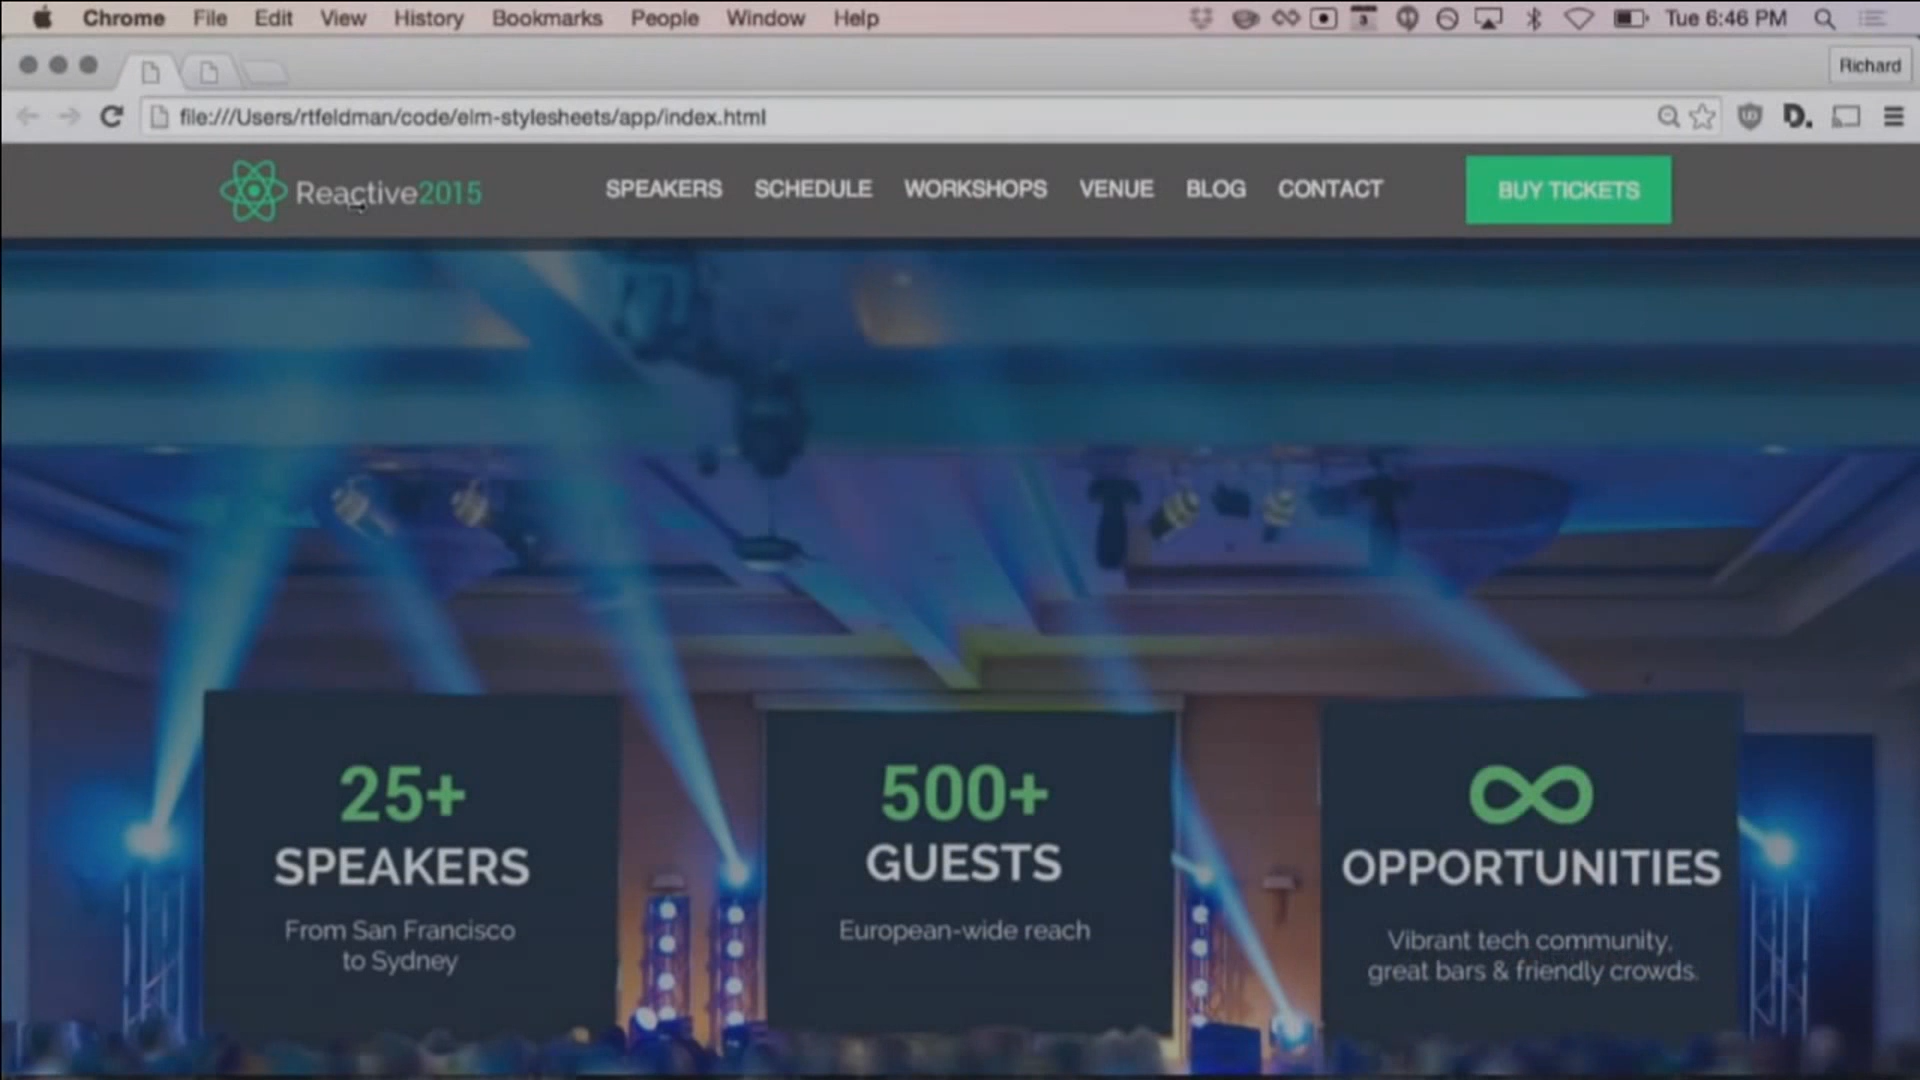 Chrome File Edit View History Bookmarks People Window Help
Tue 6:46 PM
Richard
file:///Users/rtfeldman/code/elm-stylesheets/app/index.html
D.
Reactive2015
SPEAKERS SCHEDULE WORKSHOPS VENUE BLOG CONTACT
BUY TICKETS
25+
SPEAKERS
From San Francisco
to Sydney
500+
GUESTS
European-wide reach
OPPORTUNITIES
Vibrant tech community,
great bars & friendly crowds.